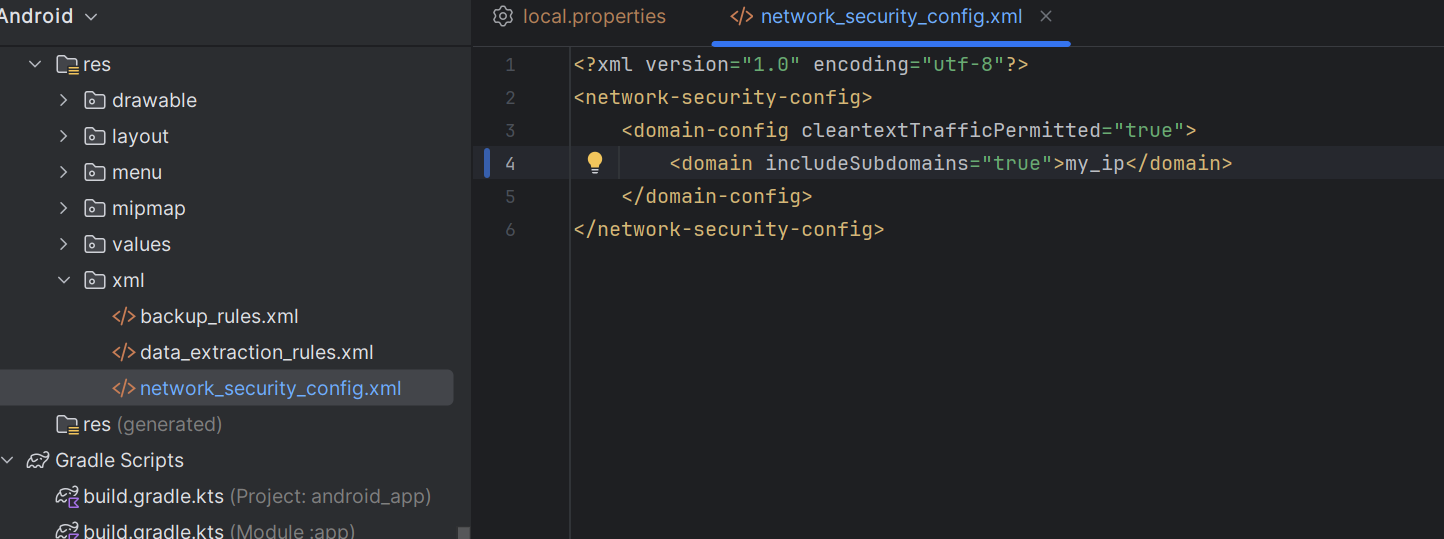 Android
local.properties
</> network_security_config.xml
res
drawable
layout
menu
mipmap
values
xml
</> backup_rules.xml
</> data_extraction_rules.xml
</> network_security_config.xml
res (generated)
Gradle Scripts
build.gradle.kts (Project: android_app)
build.gradle.kts (Module :app)
1 <?xml version="1.0" encoding="utf-8"?>
2 <network-security-config>
3 <domain-config cleartextTrafficPermitted="true">
4 <domain includeSubdomains="true">my_ip</domain>
5 </domain-config>
6 </network-security-config>